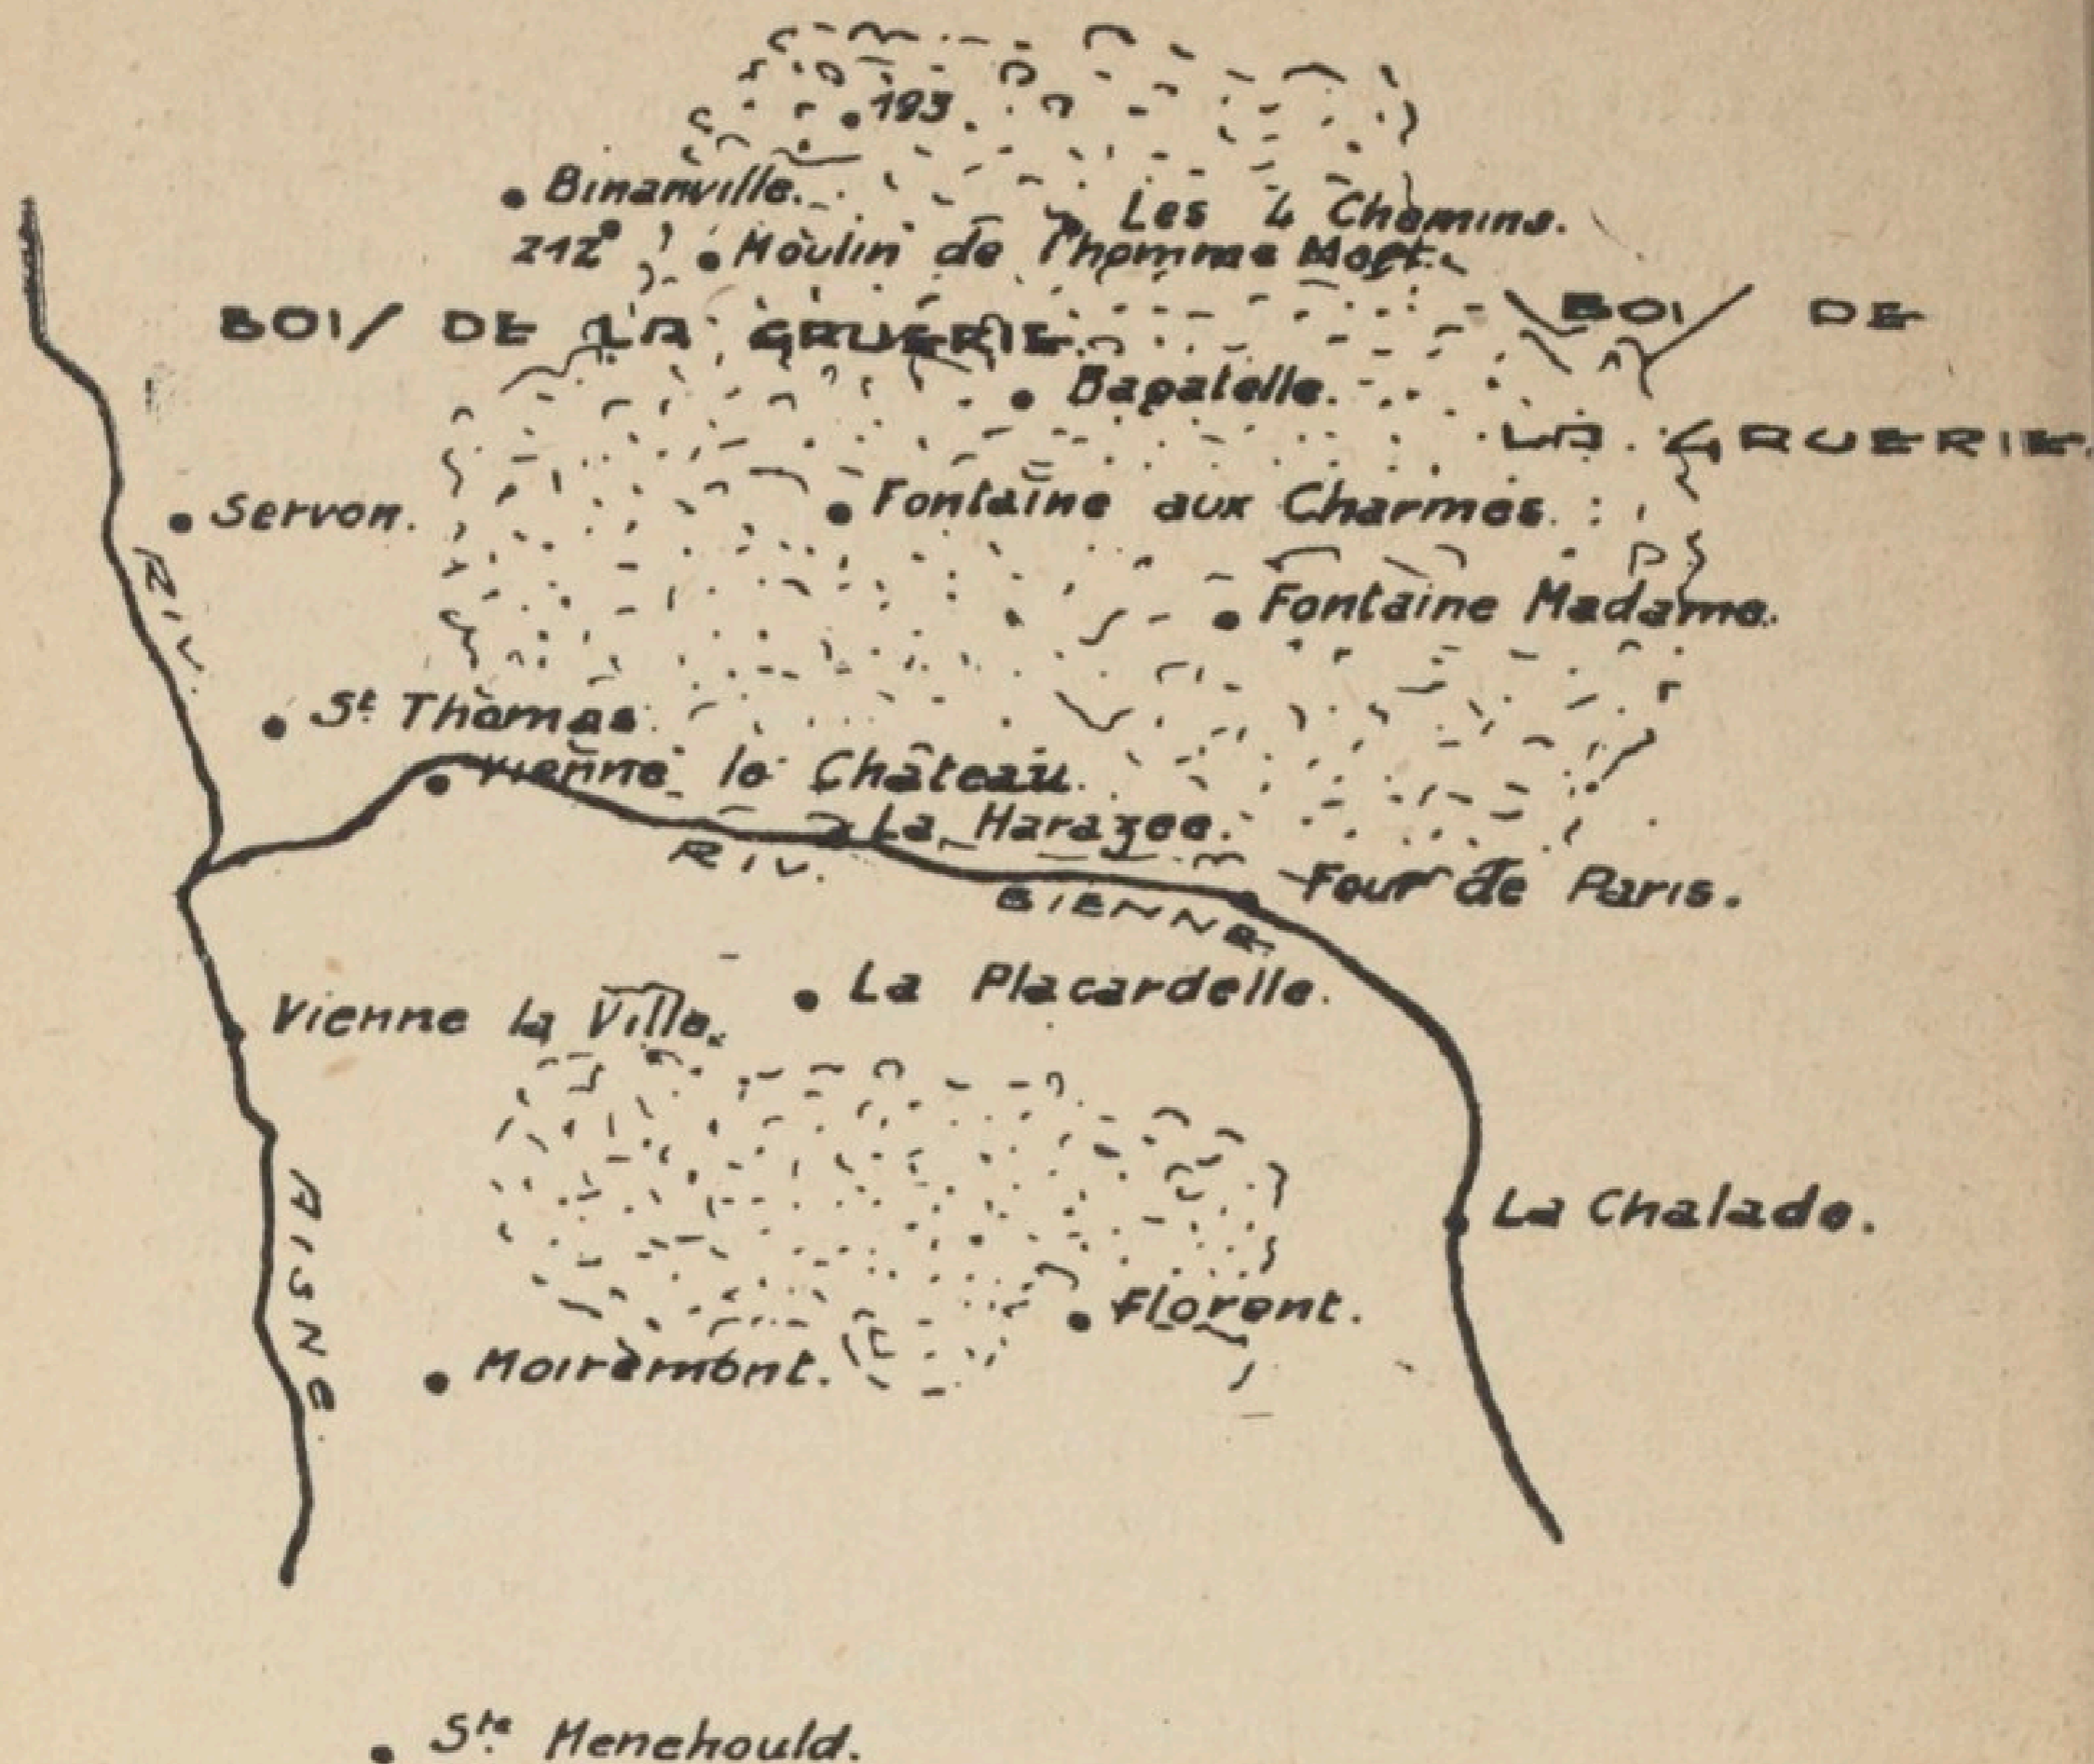 193.
Binanville.
Les 4 Chemins.
212
Moulin de l'homme Mort.
BOIS DE LA GRUERIE.
BOIS DE
LA GRUERIE.
Bagatelle.
Servon.
Fontaine aux Charmes.
RIV.
Fontaine Madame.
St Thomas.
Vienne le Château.
La Harazee.
RIV.
BIENNE
Four de Paris.
La Placardelle.
Vienne la Ville.
AISNE
La Chalade.
Florent.
Moiremont.
Ste Menehould.